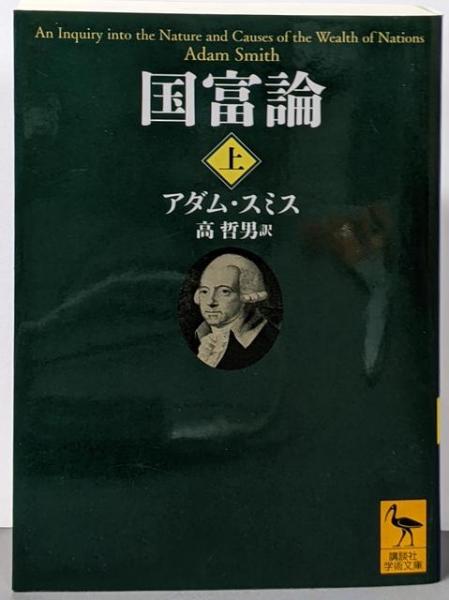 An Inquiry into the Nature and Causes of the Wealth of Nations
Adam Smith
国富論
上
アダム・スミス
高 哲男訳
講談社
学術文庫